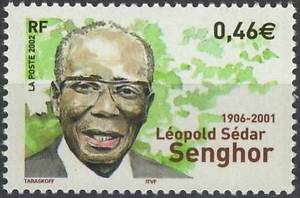 RF
0,46€
LA POSTE 2002
1906-2001
Léopold Sédar
Senghor
TARASKOFF
ITVF